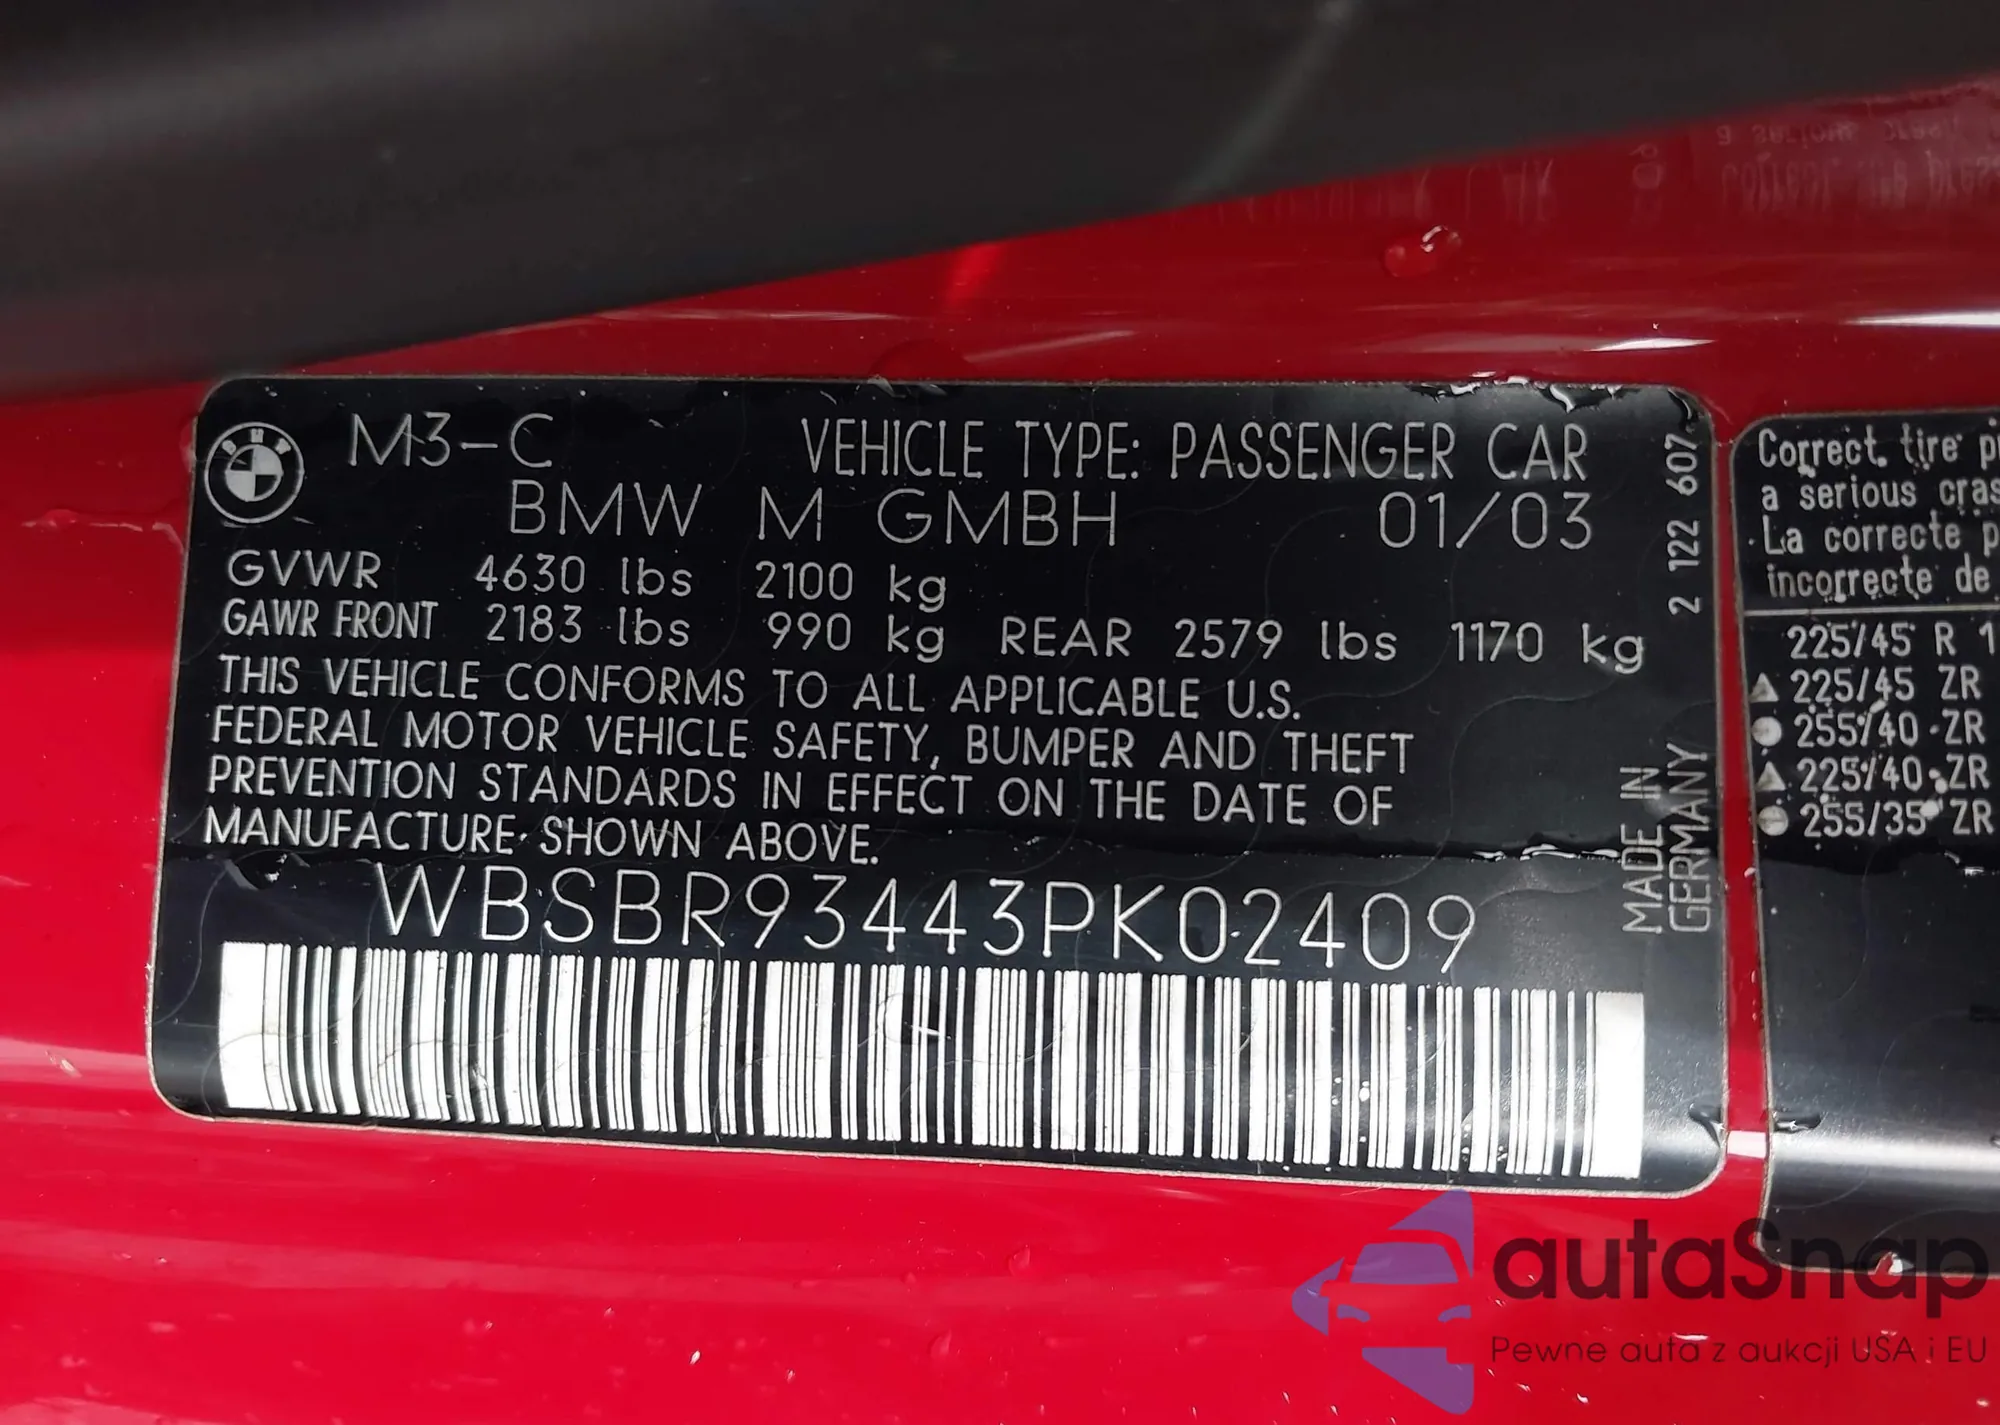 BMW
M3-C VEHICLE TYPE: PASSENGER CAR
BMW M GMBH 01/03
GVWR 4630 lbs 2100 kg
GAWR FRONT 2183 lbs 990 kg REAR 2579 lbs 1170 kg
THIS VEHICLE CONFORMS TO ALL APPLICABLE U.S.
FEDERAL MOTOR VEHICLE SAFETY, BUMPER AND THEFT
PREVENTION STANDARDS IN EFFECT ON THE DATE OF
MANUFACTURE SHOWN ABOVE.
WBSBR93443PK02409
2 122 607
MADE IN
GERMANY
Correct tire
a serious
La correcte
incorrecte de
225/45 R
225/45 ZR
255/40 ZR
225/40 ZR
255/35 ZR
autaSnap
Pewne auta z aukcji USA i EU